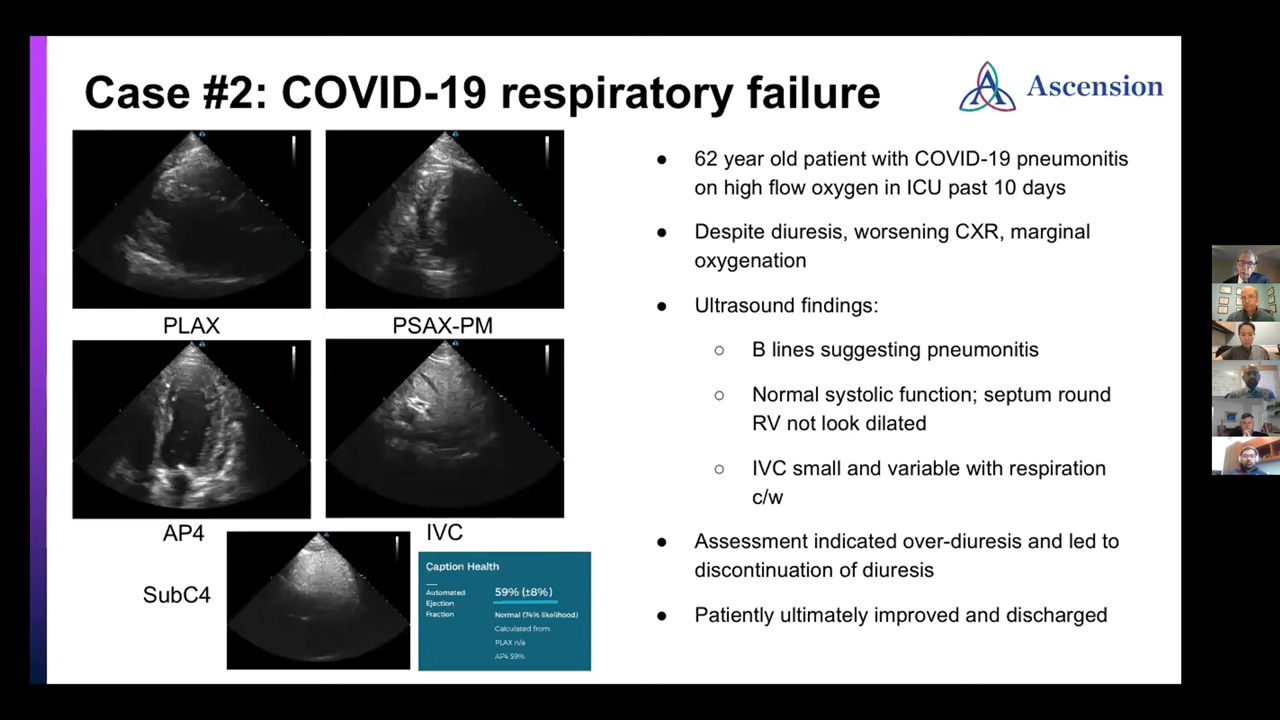 Case #2: COVID-19 respiratory failure
Ascension
PLAX
PSAX-PM
AP4
IVC
SubC4
Caption Health
Automated
Ejection
Fraction
59% (±8%)
Normal (74% likelihood)
Calculated from:
PLAX n/a
AP4 59%
● 62 year old patient with COVID-19 pneumonitis
on high flow oxygen in ICU past 10 days
● Despite diuresis, worsening CXR, marginal
oxygenation
● Ultrasound findings:
○ B lines suggesting pneumonitis
○ Normal systolic function; septum round
RV not look dilated
○ IVC small and variable with respiration
c/w
● Assessment indicated over-diuresis and led to
discontinuation of diuresis
● Patiently ultimately improved and discharged